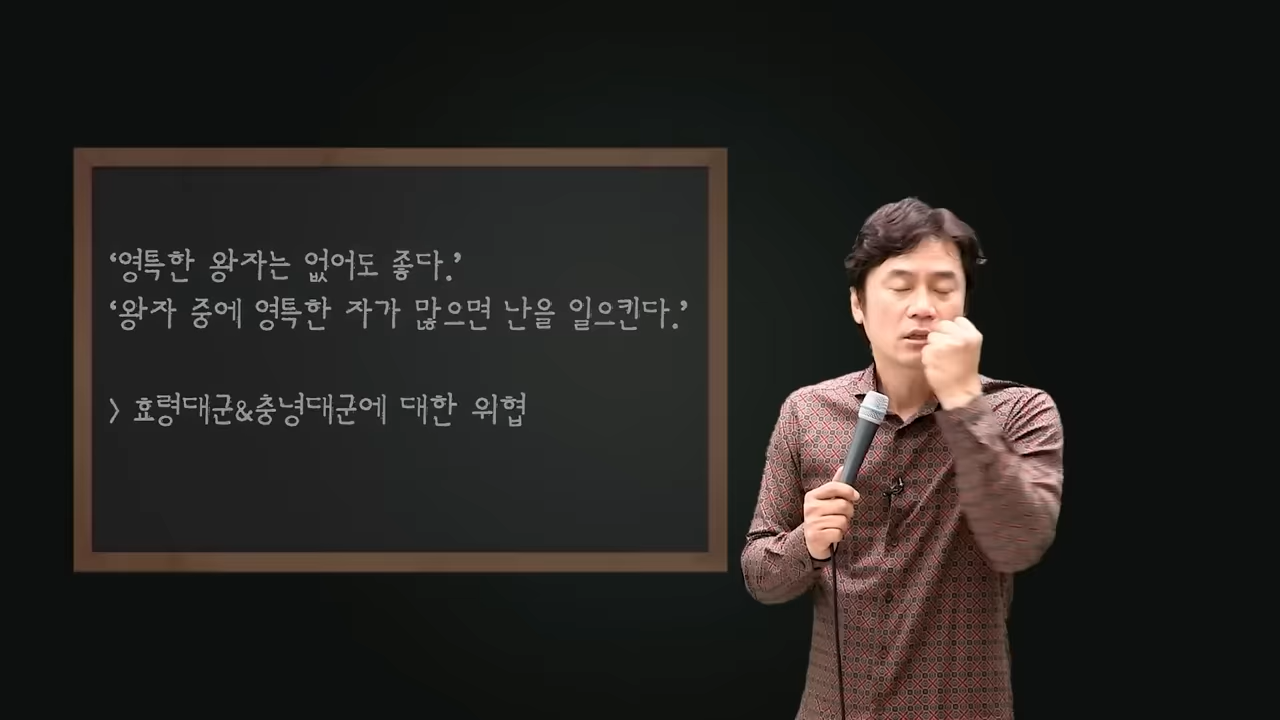 ‘영특한 왕자는 없어도 좋다.’
‘왕자 중에 영특한 자가 많으면 난을 일으킨다.’
> 효령대군&충녕대군에 대한 위협